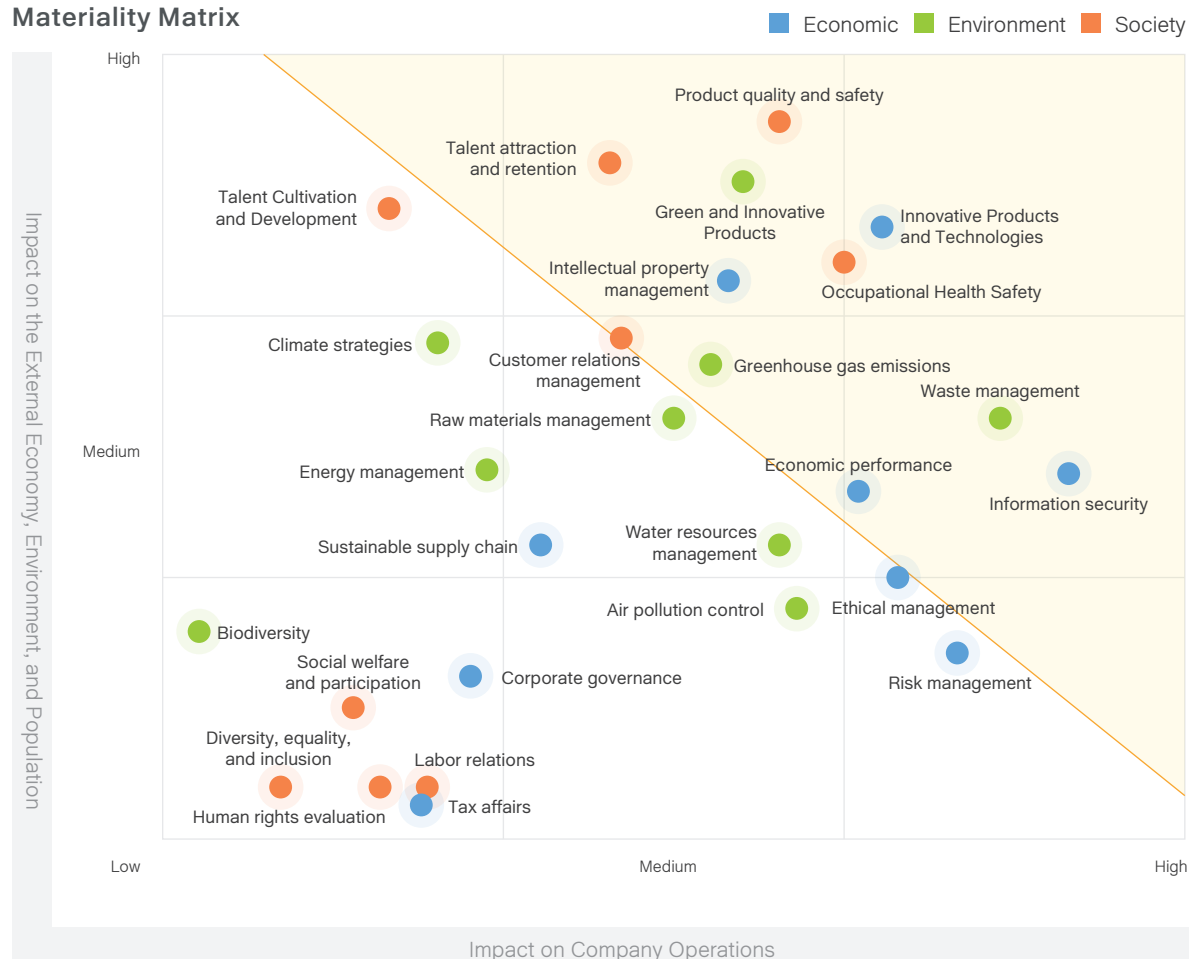 Materiality Matrix
Economic
Environment
Society
High
Product quality and safety
Talent attraction
and retention
Talent Cultivation
and Development
Green and Innovative
Products
Innovative Products
and Technologies
Intellectual property
management
Occupational Health Safety
Climate strategies
Customer relations
management
Greenhouse gas emissions
Waste management
Raw materials management
Medium
Economic performance
Energy management
Information security
Water resources
management
Sustainable supply chain
Air pollution control
Ethical management
Biodiversity
Social welfare
and participation
Corporate governance
Risk management
Diversity, equality,
and inclusion
Labor relations
Tax affairs
Human rights evaluation
Impact on the External Economy, Environment, and Population
Low
Medium
High
Impact on Company Operations